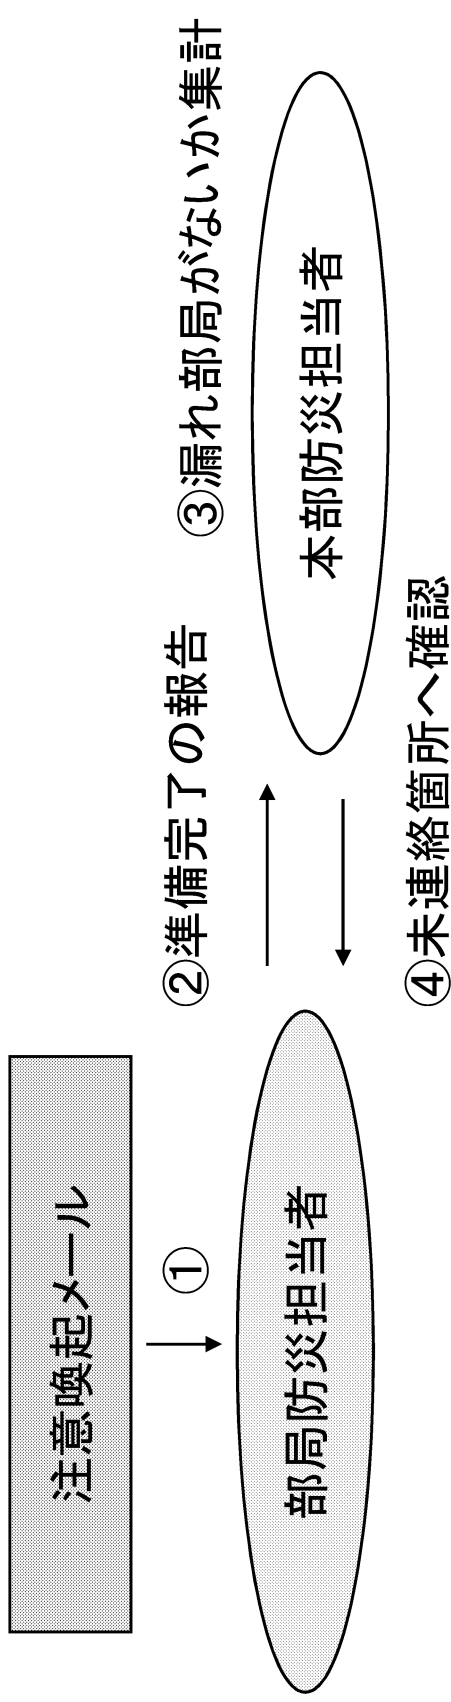 注意喚起メール
①
部局防災担当者
②準備完了の報告
③漏れ部局がないか集計
本部防災担当者
④未連絡箇所へ確認